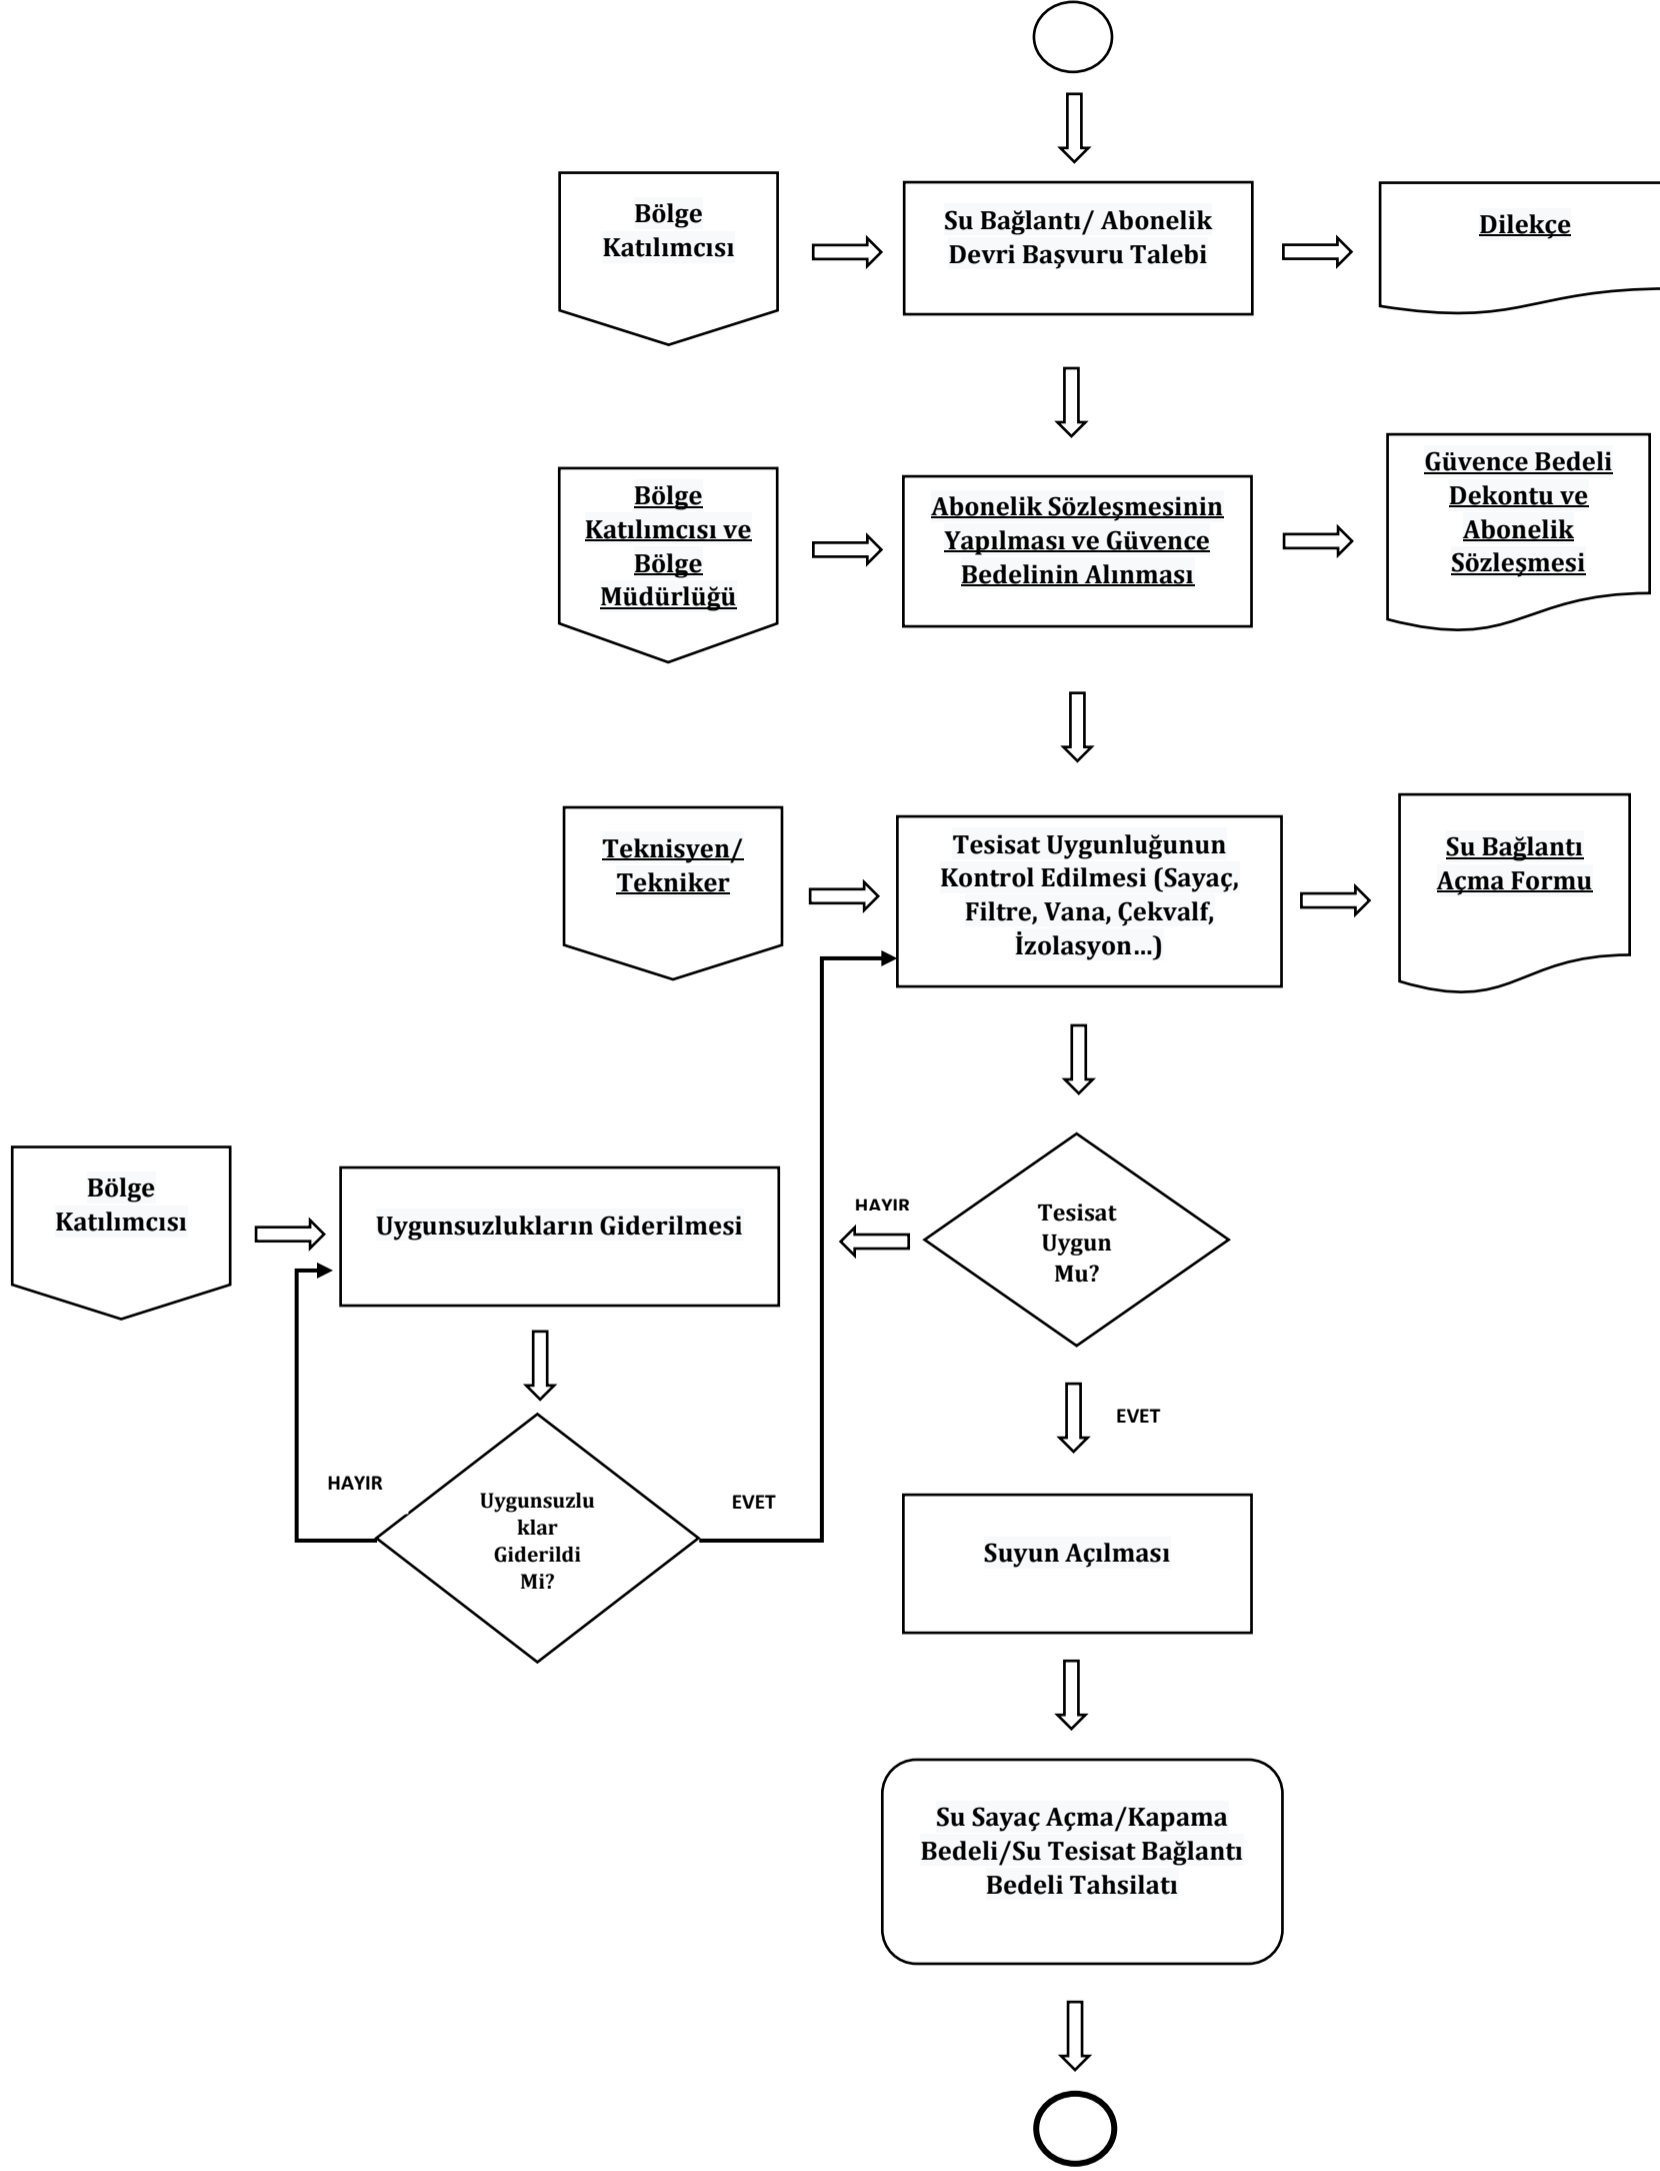 Bölge
Katılımcısı
Su Bağlantı/ Abonelik
Devri Başvuru Talebi
Dilekçe
Bölge
Katılımcısı ve
Bölge
Müdürlüğü
Abonelik Sözleşmesinin
Yapılması ve Güvence
Bedelinin Alınması
Güvence Bedeli
Dekontu ve
Abonelik
Sözleşmesi
Teknisyen/
Tekniker
Tesisat Uygunluğunun
Kontrol Edilmesi (Sayaç,
Filtre, Vana, Çekvalf,
İzolasyon...)
Su Bağlantı
Açma Formu
Bölge
Katılımcısı
Uygunsuzlukların Giderilmesi
HAYIR
Tesisat
Uygun
Mu?
EVET
HAYIR
Uygunsuzlu
klar
Giderildi
Mi?
EVET
Suyun Açılması
Su Sayaç Açma/Kapama
Bedeli/Su Tesisat Bağlantı
Bedeli Tahsilatı